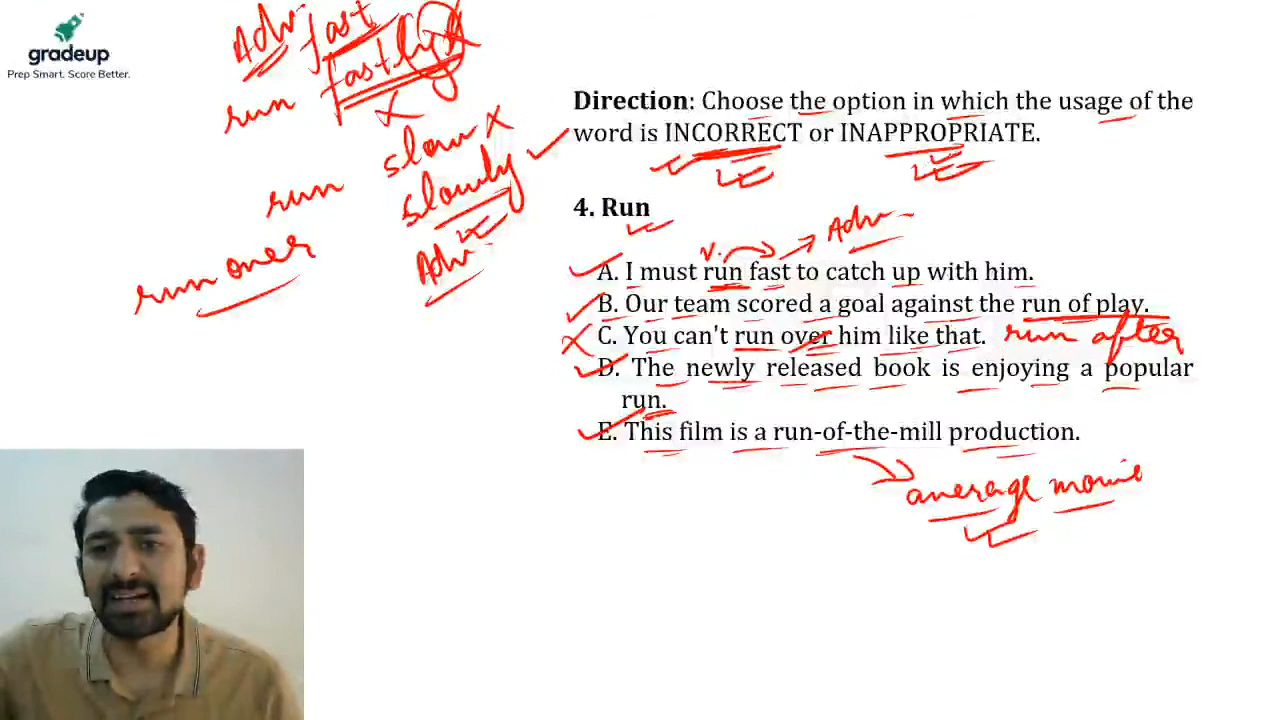 gradeup
Prep Smart. Score Better.
Adv. fast
run fastly X
X
run slow X
slowly
Adv.
run over
Direction: Choose the option in which the usage of the
word is INCORRECT or INAPPROPRIATE.
4. Run
V. Adv.
A. I must run fast to catch up with him.
B. Our team scored a goal against the run of play.
X C. You can't run over him like that. run after
D. The newly released book is enjoying a popular
run.
E. This film is a run-of-the-mill production.
average movie